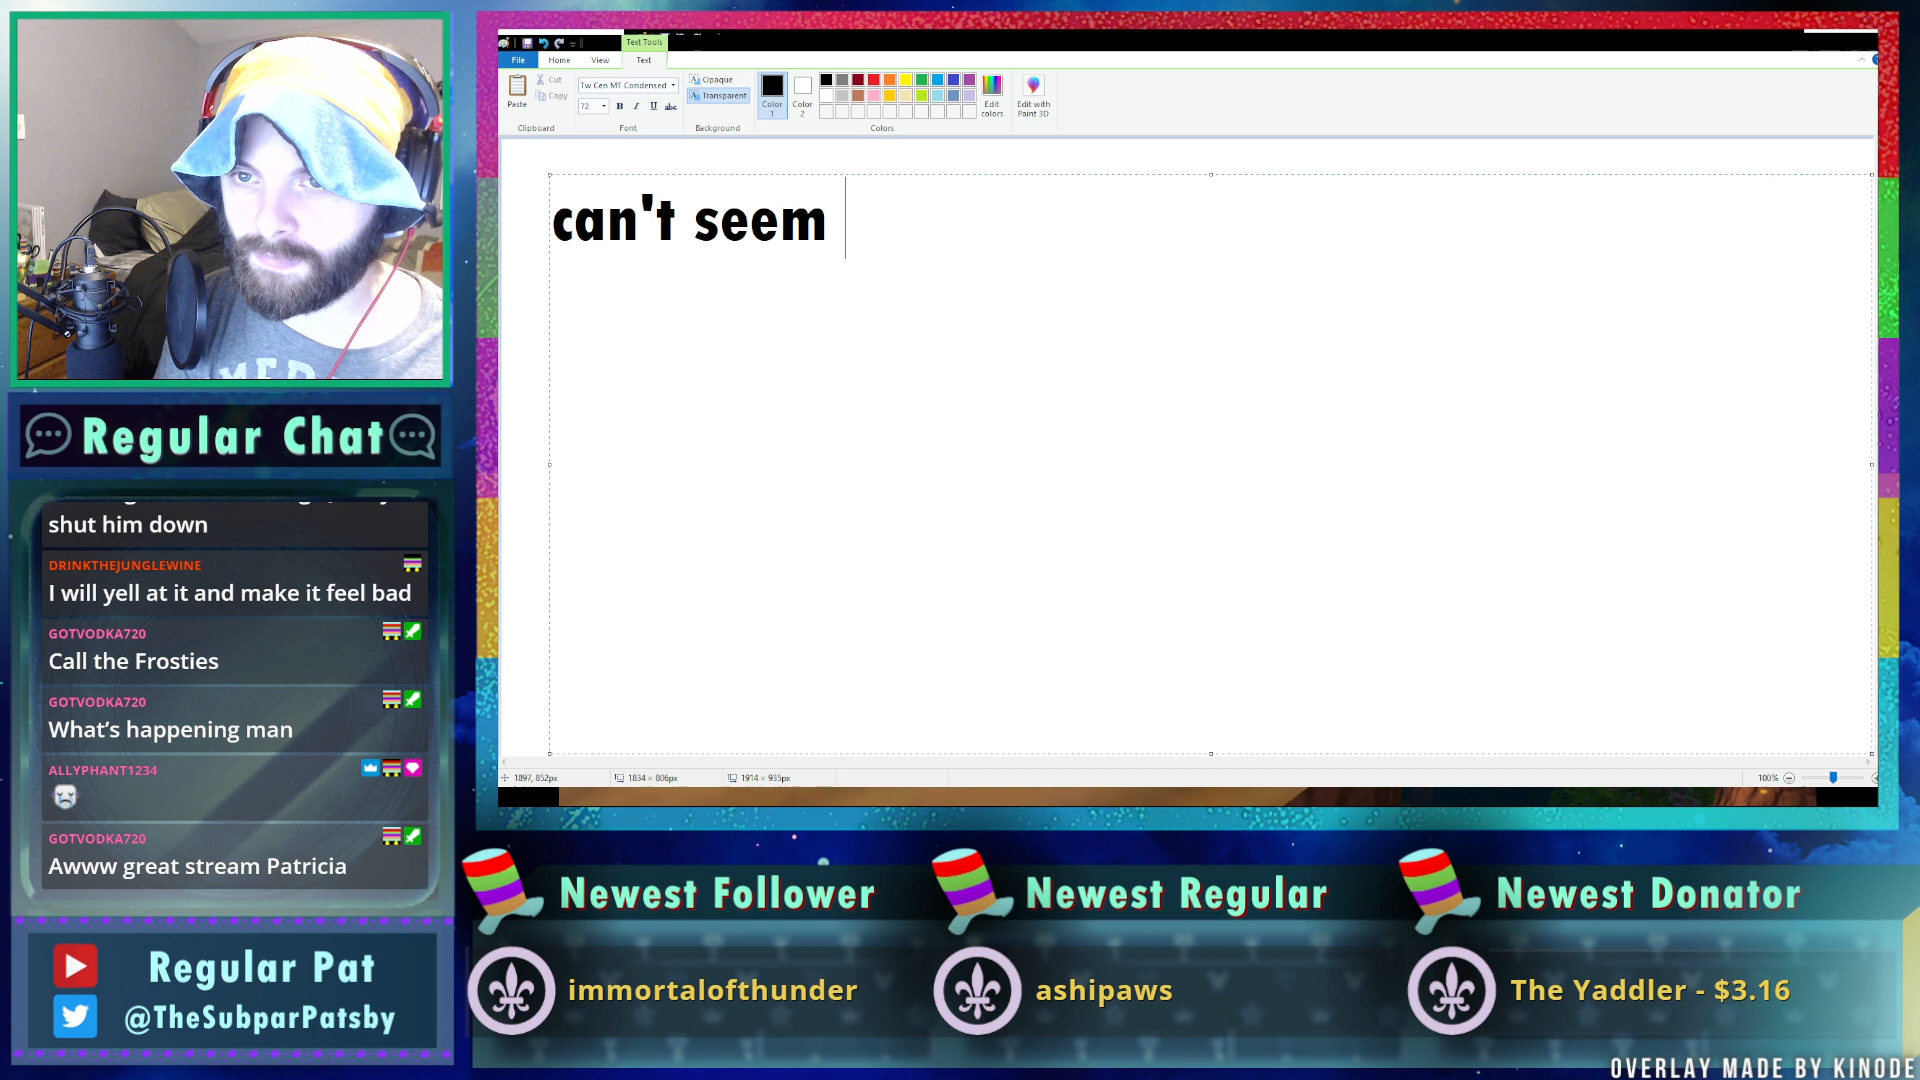 Text Tools
File Home View Text
Paste
Cut
Copy
Clipboard
Tw Cen MT Condensed
72 B I U abc
Font
Opaque
Transparent
Background
Color 1
Color 2
Edit colors
Colors
Edit with Paint 3D
can't seem
1897, 852px 1834 × 806px 1914 × 935px 100%
MED
Regular Chat
shut him down
DRINKTHEJUNGLEWINE
I will yell at it and make it feel bad
GOTVODKA720
Call the Frosties
GOTVODKA720
What's happening man
ALLYPHANT1234
GOTVODKA720
Awww great stream Patricia
Regular Pat
@TheSubparPatsby
Newest Follower
immortalofthunder
Newest Regular
ashipaws
Newest Donator
The Yaddler - $3.16
OVERLAY MADE BY KINODE